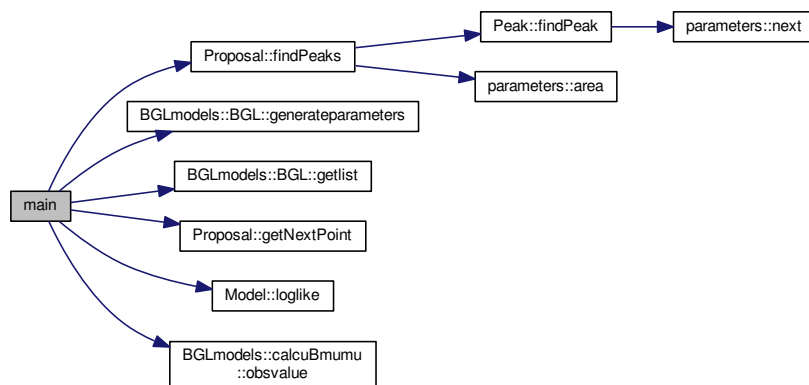 main
Proposal::findPeaks
Peak::findPeak
parameters::next
parameters::area
BGLmodels::BGL::generateparameters
BGLmodels::BGL::getlist
Proposal::getNextPoint
Model::loglike
BGLmodels::calcuBmumu
::obsvalue